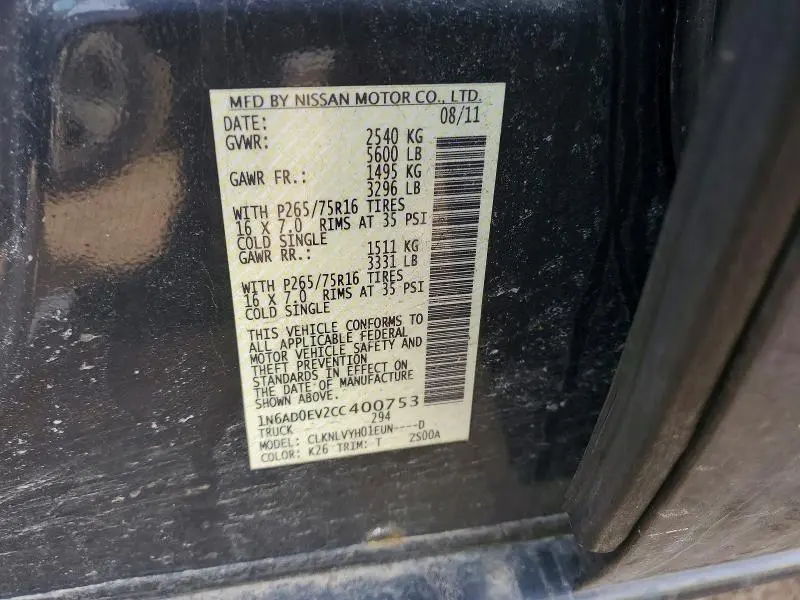 MFD BY NISSAN MOTOR CO., LTD.
DATE: 08/11
GVWR: 2540 KG
5600 LB
GAWR FR.: 1495 KG
3296 LB
WITH P265/75R16 TIRES
16 X 7.0 RIMS AT 35 PSI
COLD SINGLE
GAWR RR.: 1511 KG
3331 LB
WITH P265/75R16 TIRES
16 X 7.0 RIMS AT 35 PSI
COLD SINGLE
THIS VEHICLE CONFORMS TO
ALL APPLICABLE FEDERAL
MOTOR VEHICLE SAFETY AND
THEFT PREVENTION
STANDARDS IN EFFECT ON
THE DATE OF MANUFACTURE
SHOWN ABOVE.
1N6AD0EV2CC400753
TRUCK 294
MODEL: CLKNLVYH01EUN----D
COLOR: K26 TRIM: T 2S00A